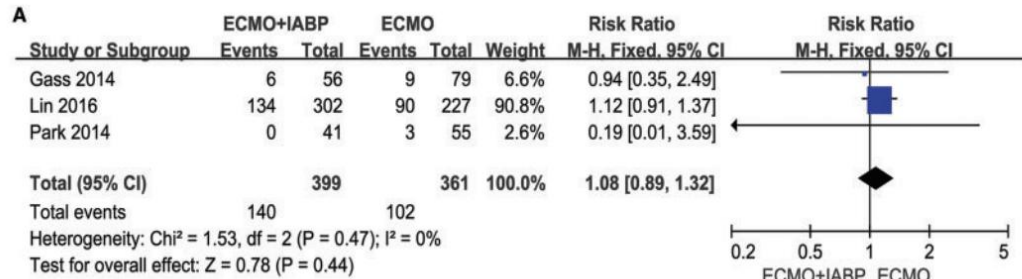 A
ECMO+IABP ECMO Risk Ratio Risk Ratio
Study or Subgroup Events Total Events Total Weight M-H, Fixed, 95% CI M-H, Fixed, 95% CI
Gass 2014 6 56 9 79 6.6% 0.94 [0.35, 2.49]
Lin 2016 134 302 90 227 90.8% 1.12 [0.91, 1.37]
Park 2014 0 41 3 55 2.6% 0.19 [0.01, 3.59]
Total (95% CI) 399 361 100.0% 1.08 [0.89, 1.32]
Total events 140 102
Heterogeneity: Chi² = 1.53, df = 2 (P = 0.47); I² = 0%
Test for overall effect: Z = 0.78 (P = 0.44)
0.2 0.5 1 2 5
ECMO+IABP ECMO